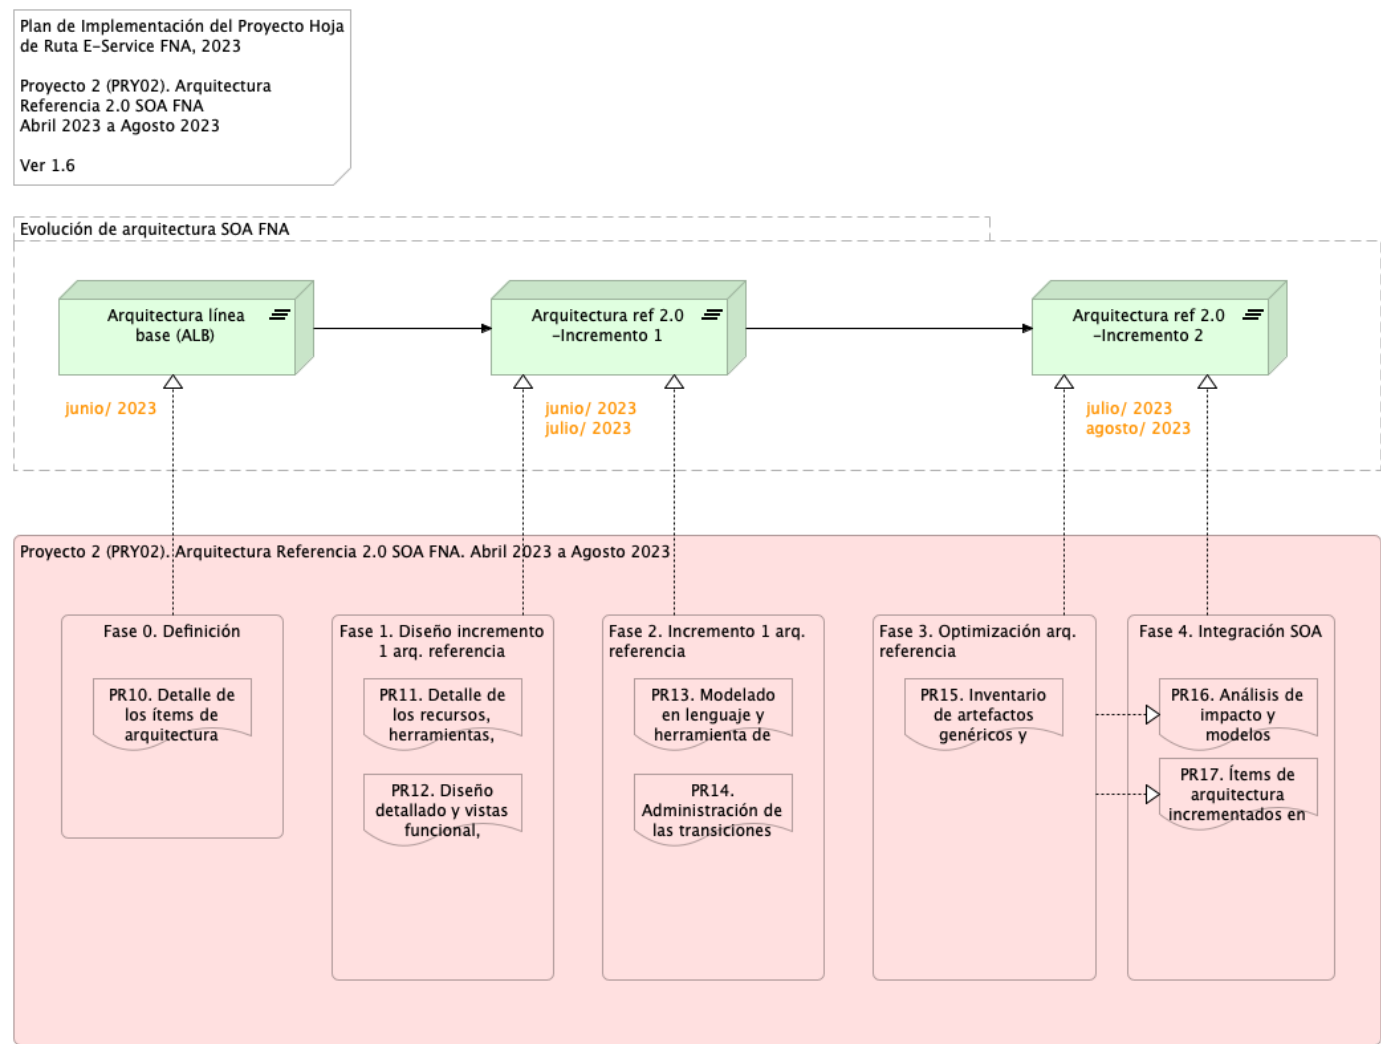 Plan de Implementación del Proyecto Hoja
de Ruta E-Service FNA, 2023
Proyecto 2 (PRY02). Arquitectura
Referencia 2.0 SOA FNA
Abril 2023 a Agosto 2023
Ver 1.6
Evolución de arquitectura SOA FNA
Arquitectura línea
base (ALB)
Arquitectura ref 2.0
-Incremento 1
Arquitectura ref 2.0
-Incremento 2
junio/ 2023
junio/ 2023
julio/ 2023
julio/ 2023
agosto/ 2023
Proyecto 2 (PRY02). Arquitectura Referencia 2.0 SOA FNA. Abril 2023 a Agosto 2023
Fase 0. Definición
PR10. Detalle de
los ítems de
arquitectura
Fase 1. Diseño incremento
1 arq. referencia
PR11. Detalle de
los recursos,
herramientas,
PR12. Diseño
detallado y vistas
funcional,
Fase 2. Incremento 1 arq.
referencia
PR13. Modelado
en lenguaje y
herramienta de
PR14.
Administración de
las transiciones
Fase 3. Optimización arq.
referencia
PR15. Inventario
de artefactos
genéricos y
Fase 4. Integración SOA
PR16. Análisis de
impacto y
modelos
PR17. Ítems de
arquitectura
incrementados en